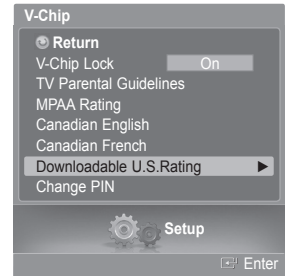 V-Chip
Return
V-Chip Lock On
TV Parental Guidelines
MPAA Rating
Canadian English
Canadian French
Downloadable U.S.Rating
Change PIN
Setup
Enter